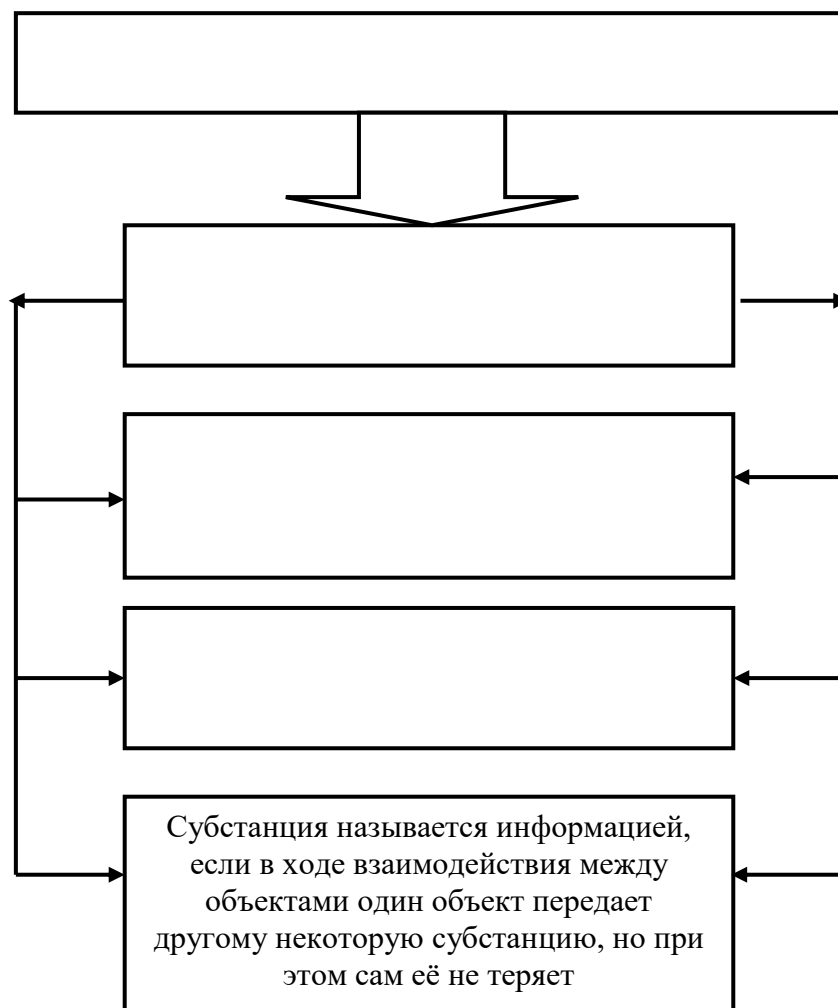 Субстанция называется информацией,
если в ходе взаимодействия между
объектами один объект передает
другому некоторую субстанцию, но при
этом сам её не теряет